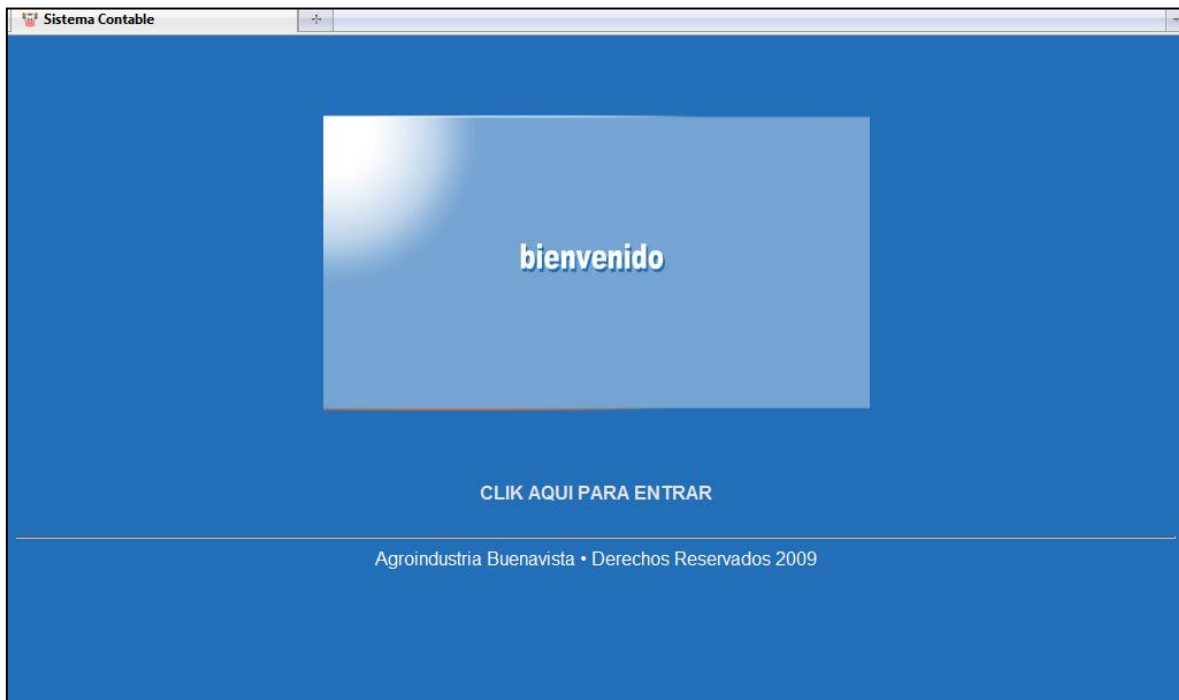 Sistema Contable
bienvenido
CLIK AQUI PARA ENTRAR
Agroindustria Buenavista • Derechos Reservados 2009